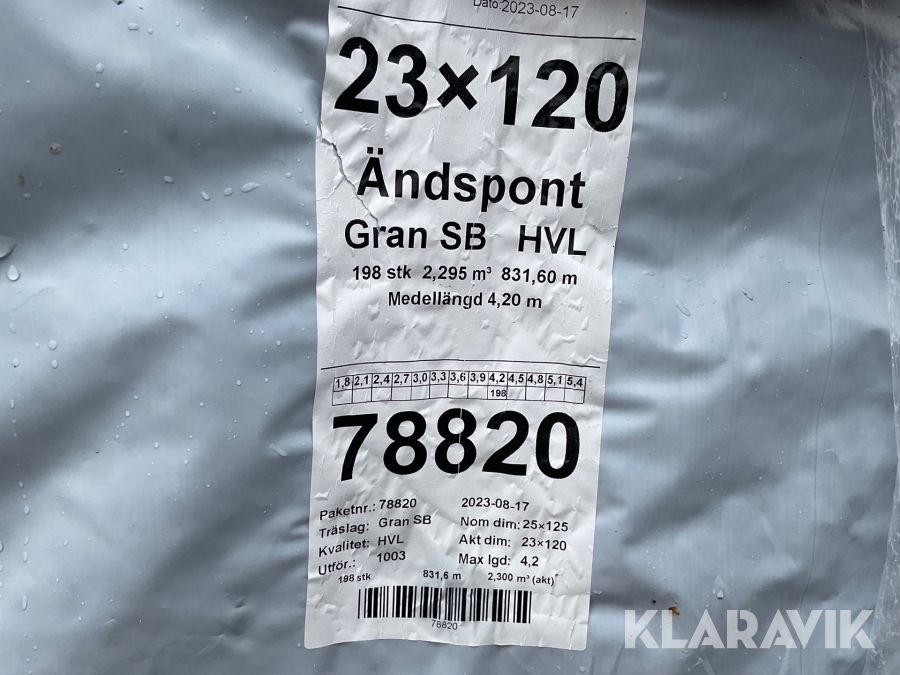 Dato:2023-08-17
23×120
Ändspont
Gran SB HVL
198 stk 2,295 m³ 831,60 m
Medellängd 4,20 m
1,8 2,1 2,4 2,7 3,0 3,3 3,6 3,9 4,2 4,5 4,8 5,1 5,4
198
78820
Paketnr.: 78820 2023-08-17
Träslag: Gran SB Nom dim: 25×125
Kvalitet: HVL Akt dim: 23×120
Utför.: 1003 Max lgd: 4,2
198 stk 831,6 m 2,300 m³ (akt)
78820
KLARAVIK